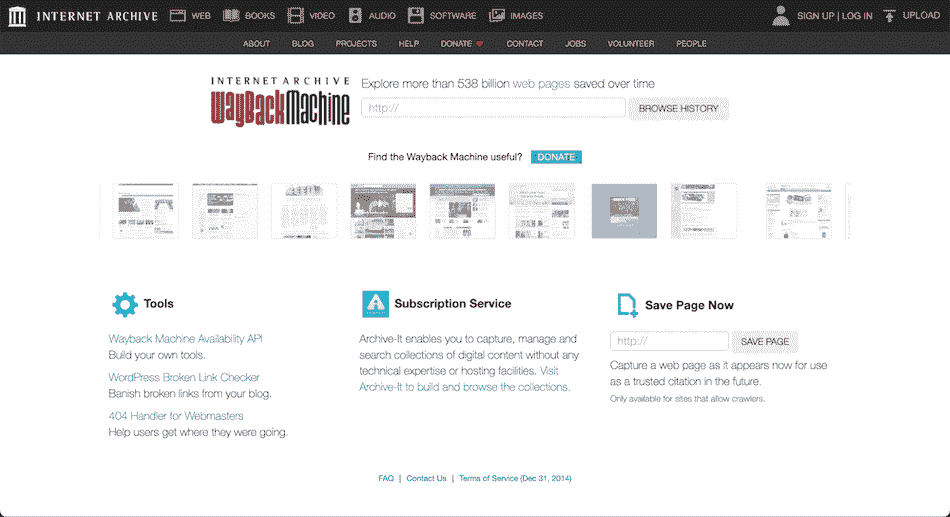 INTERNET ARCHIVE WEB BOOKS VIDEO AUDIO SOFTWARE IMAGES SIGN UP | LOG IN UPLOAD
ABOUT BLOG PROJECTS HELP DONATE CONTACT JOBS VOLUNTEER PEOPLE
INTERNET ARCHIVE
WayBackMachine
Explore more than 538 billion web pages saved over time
http://
BROWSE HISTORY
Find the Wayback Machine useful? DONATE
Tools
Wayback Machine Availability API
Build your own tools.
WordPress Broken Link Checker
Banish broken links from your blog.
404 Handler for Webmasters
Help users get where they were going.
Subscription Service
Archive-It enables you to capture, manage and
search collections of digital content without any
technical expertise or hosting facilities. Visit
Archive-It to build and browse the collections.
Save Page Now
http://
SAVE PAGE
Capture a web page as it appears now for use
as a trusted citation in the future.
Only available for sites that allow crawlers.
FAQ | Contact Us | Terms of Service (Dec 31, 2014)